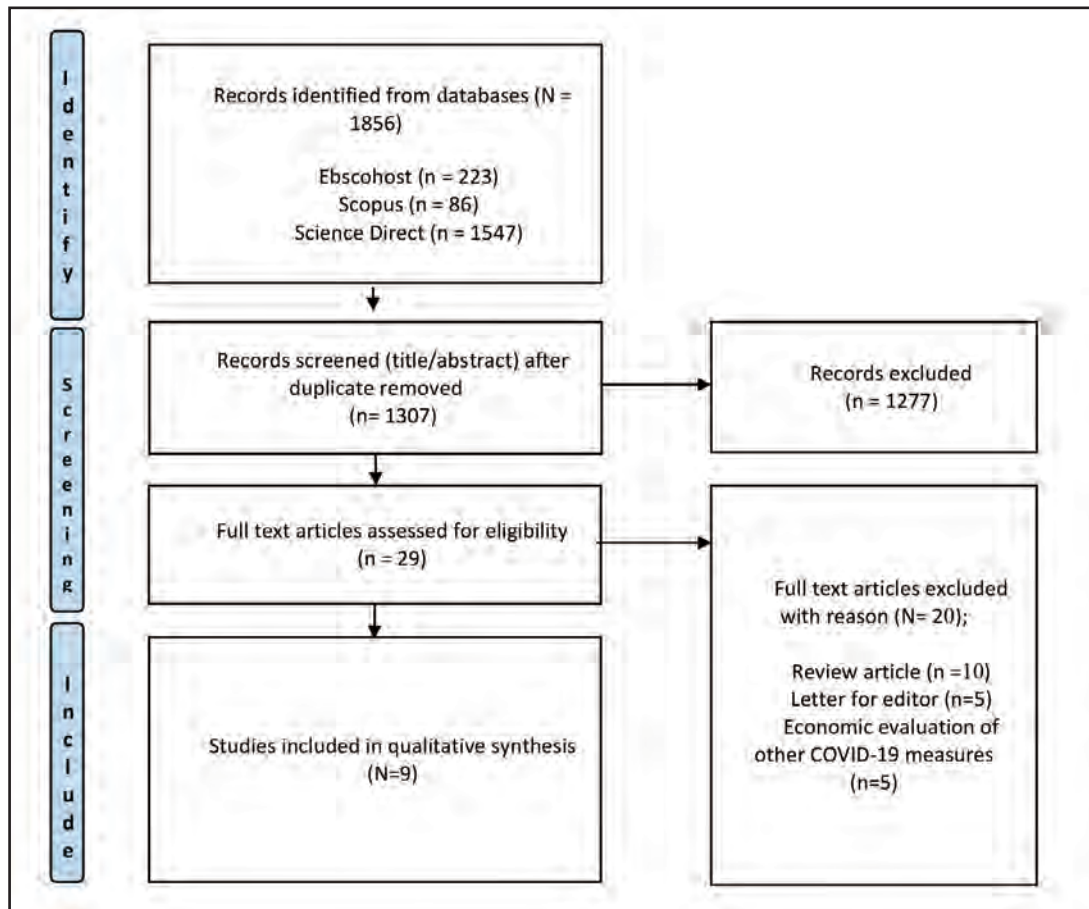 Identify
Records identified from databases (N =
1856)
Ebscohost (n = 223)
Scopus (n = 86)
Science Direct (n = 1547)
Screening
Records screened (title/abstract) after
duplicate removed
(n= 1307)
Records excluded
(n = 1277)
Full text articles assessed for eligibility
(n = 29)
Full text articles excluded
with reason (N= 20);
Review article (n =10)
Letter for editor (n=5)
Economic evaluation of
other COVID-19 measures
(n=5)
Include
Studies included in qualitative synthesis
(N=9)